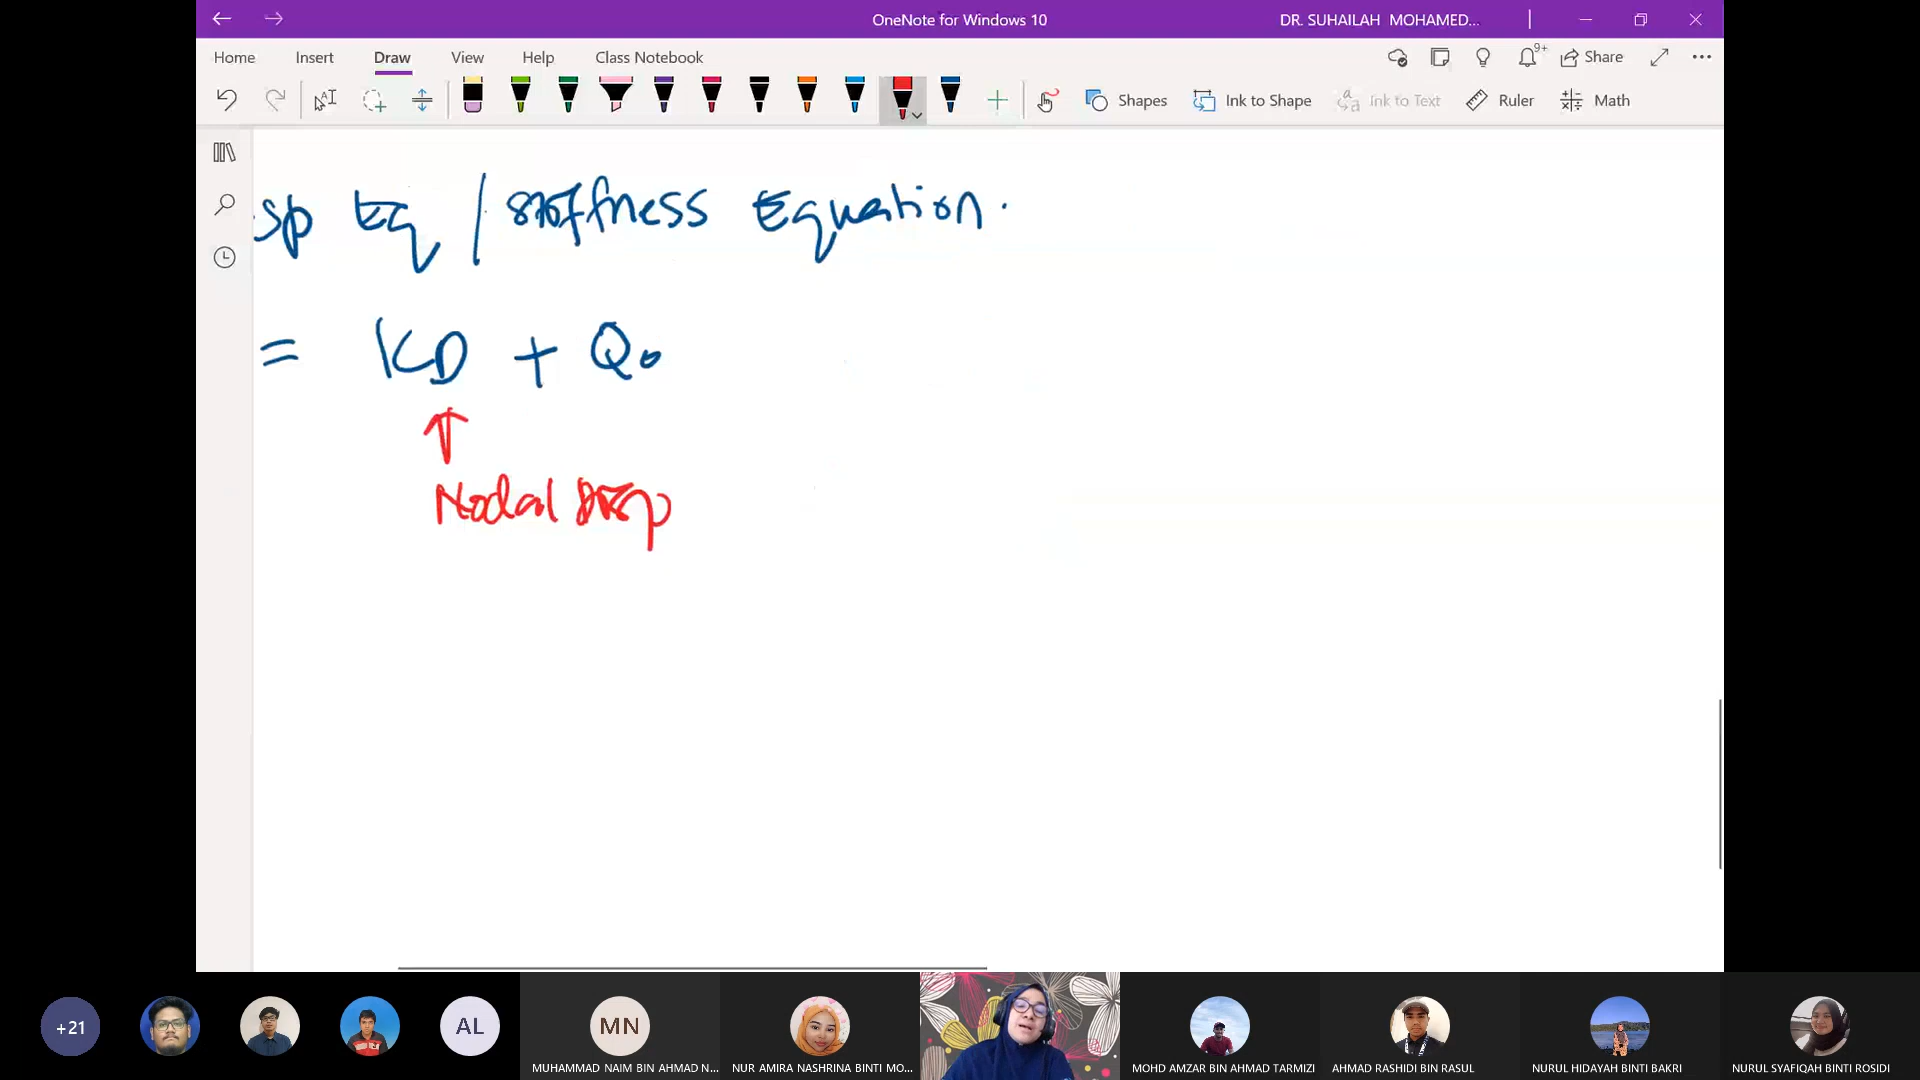 OneNote for Windows 10
DR. SUHAILAH MOHAMED...
Home Insert Draw View Help Class Notebook
9+ Share
Shapes Ink to Shape Ink to Text Ruler Math
sp Eq / stiffness Equation.
= KD + Qo
↑
Nodal disp
+21
AL
MN
MUHAMMAD NAIM BIN AHMAD N...
NUR AMIRA NASHRINA BINTI MO...
MOHD AMZAR BIN AHMAD TARMIZI
AHMAD RASHIDI BIN RASUL
NURUL HIDAYAH BINTI BAKRI
NURUL SYAFIQAH BINTI ROSIDI